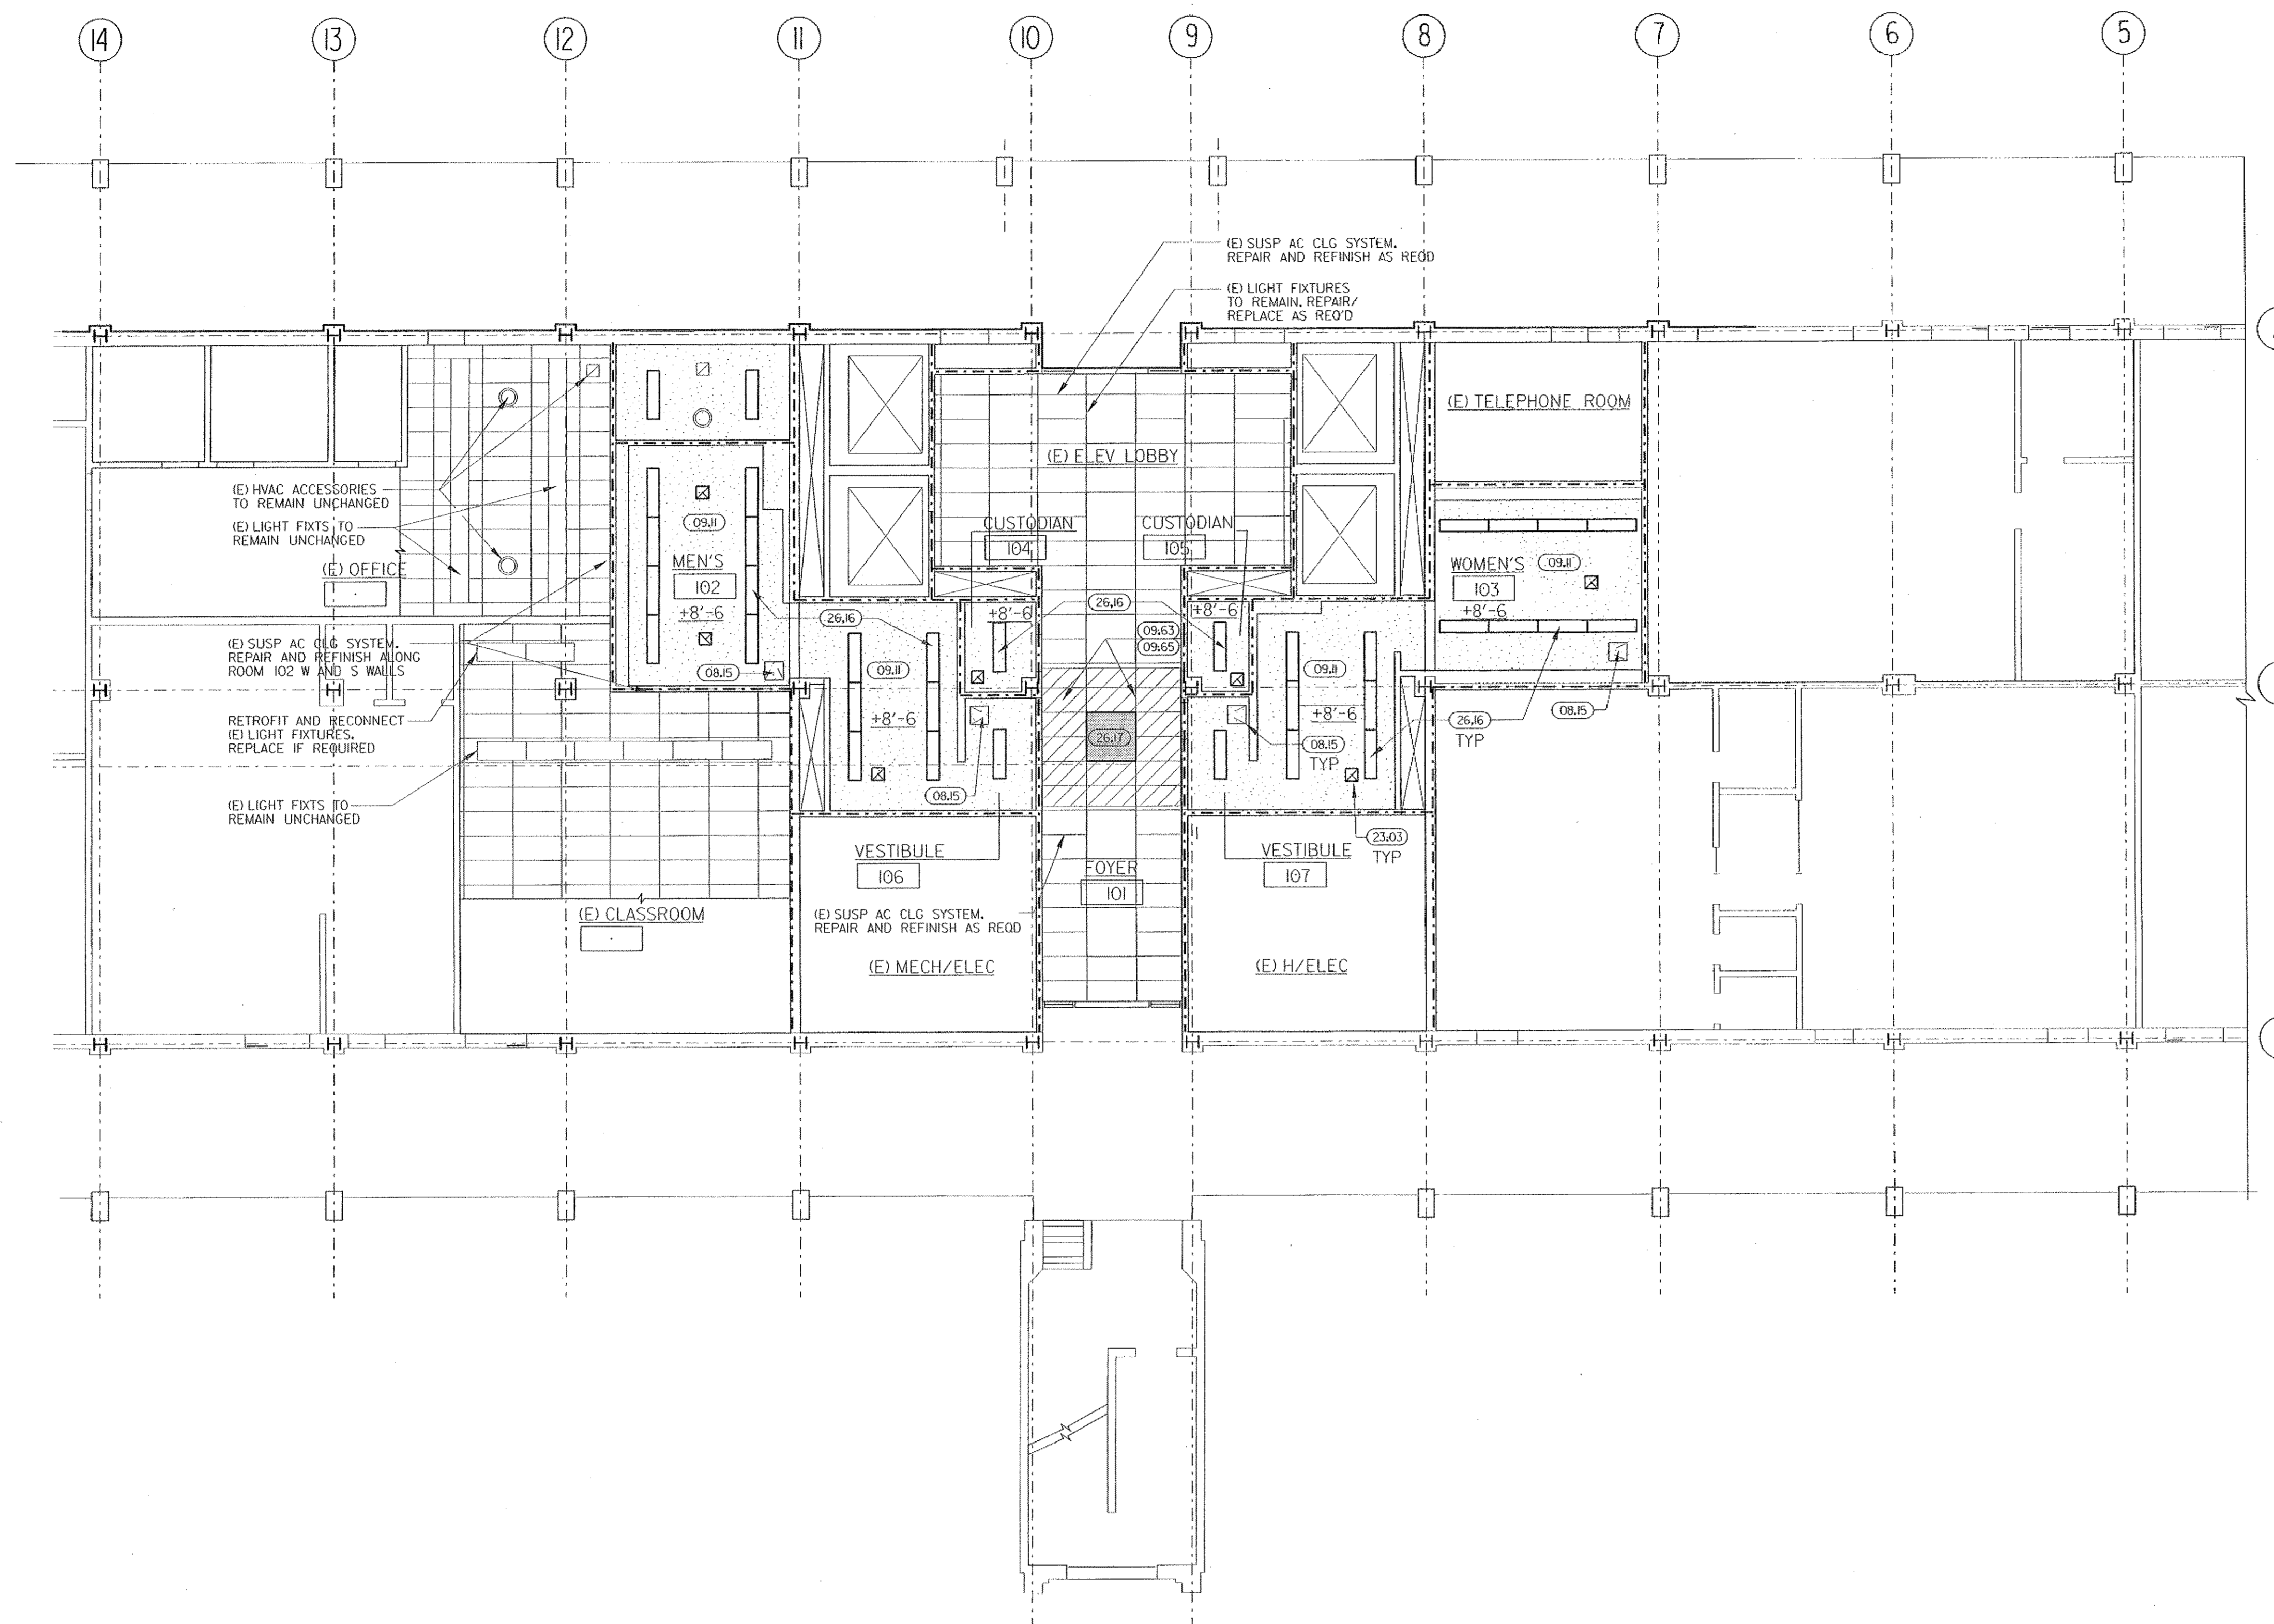 14
13
12
11
10
9
8
7
6
5
(E) SUSP AC CLG SYSTEM.
REPAIR AND REFINISH AS REQD
(E) LIGHT FIXTURES
TO REMAIN. REPAIR/
REPLACE AS REQ'D
(E) TELEPHONE ROOM
(E) ELEV LOBBY
(E) HVAC ACCESSORIES
TO REMAIN UNCHANGED
(E) LIGHT FIXTS TO
REMAIN UNCHANGED
(E) OFFICE
09.11
MEN'S
102
+8'-6
CUSTODIAN
104
+8'-6
CUSTODIAN
105
+8'-6
WOMEN'S
09.11
103
+8'-6
26.16
26.16
09.63
09.65
(E) SUSP AC CLG SYSTEM.
REPAIR AND REFINISH ALONG
ROOM 102 W AND S WALLS
08.15
09.11
+8'-6
09.11
+8'-6
RETROFIT AND RECONNECT
(E) LIGHT FIXTURES.
REPLACE IF REQUIRED
26.17
08.15
TYP
26.16
TYP
08.15
08.15
(E) LIGHT FIXTS TO
REMAIN UNCHANGED
23.03
TYP
VESTIBULE
106
FOYER
101
VESTIBULE
107
(E) CLASSROOM
(E) SUSP AC CLG SYSTEM.
REPAIR AND REFINISH AS REQD
(E) MECH/ELEC
(E) H/ELEC